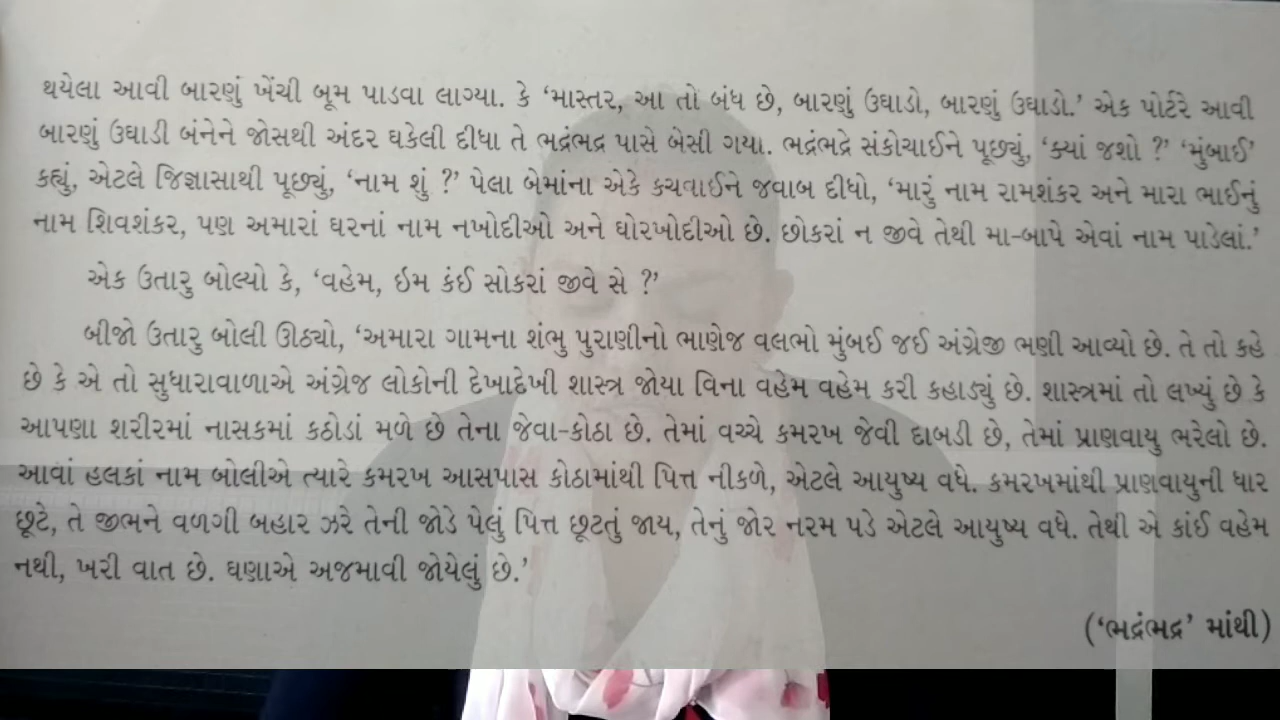 થયેલા આવી બારણું ખેંચી બૂમ પાડવા લાગ્યા. કે ‘માસ્તર, આ તો બંધ છે, બારણું ઉઘાડો, બારણું ઉઘાડો.’ એક પોર્ટરે આવી
બારણું ઉઘાડી બંનેને જોસથી અંદર ધકેલી દીધા તે ભદ્રંભદ્ર પાસે બેસી ગયા. ભદ્રંભદ્રે સંકોચાઈને પૂછ્યું, ‘ક્યાં જશો ?’ ‘મુંબાઈ’
કહ્યું, એટલે જિજ્ઞાસાથી પૂછ્યું, ‘નામ શું ?’ પેલા બેમાંના એકે કચવાઈને જવાબ દીધો, ‘મારું નામ રામશંકર અને મારા ભાઈનું
નામ શિવશંકર, પણ અમારાં ઘરનાં નામ નખોદીઓ અને ઘોરખોદીઓ છે. છોકરાં ન જીવે તેથી મા-બાપે એવાં નામ પાડેલાં.’
એક ઉતારુ બોલ્યો કે, ‘વહેમ, ઇમ કંઈ સોકરાં જીવે સે ?’
બીજો ઉતારુ બોલી ઊઠ્યો, ‘અમારા ગામના શંભુ પુરાણીનો ભાણેજ વલભો મુંબઈ જઈ અંગ્રેજી ભણી આવ્યો છે. તે તો કહે
છે કે એ તો સુધારાવાળાએ અંગ્રેજ લોકોની દેખાદેખી શાસ્ત્ર જોયા વિના વહેમ વહેમ કરી કહાડ્યું છે. શાસ્ત્રમાં તો લખ્યું છે કે
આપણા શરીરમાં નાસકમાં કઠોડાં મળે છે તેના જેવા-કોઠા છે. તેમાં વચ્ચે કમરખ જેવી દાબડી છે, તેમાં પ્રાણવાયુ ભરેલો છે.
આવાં હલકાં નામ બોલીએ ત્યારે કમરખ આસપાસ કોઠામાંથી પિત્ત નીકળે, એટલે આયુષ્ય વધે. કમરખમાંથી પ્રાણવાયુની ધાર
છૂટે, તે જીભને વળગી બહાર ઝરે તેની જોડે પેલું પિત્ત છૂટતું જાય, તેનું જોર નરમ પડે એટલે આયુષ્ય વધે. તેથી એ કાંઈ વહેમ
નથી, ખરી વાત છે. ઘણાએ અજમાવી જોયેલું છે.’
(‘ભદ્રંભદ્ર’ માંથી)